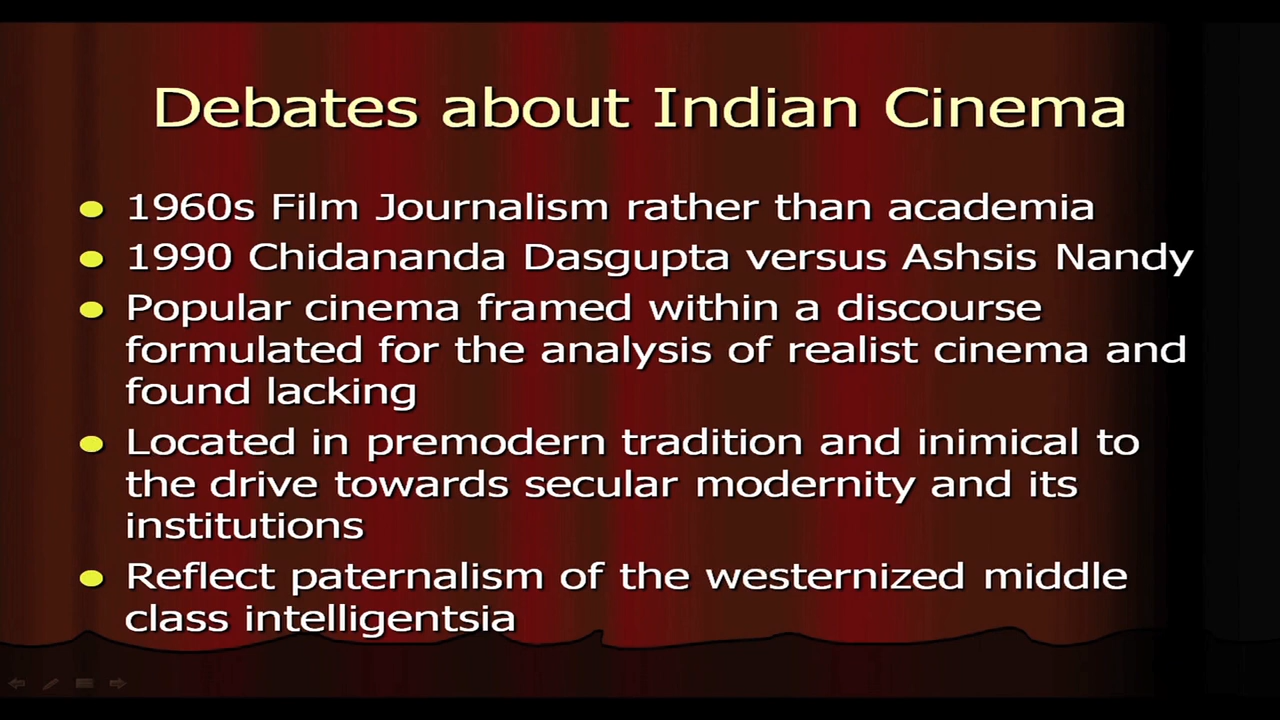 Debates about Indian Cinema
1960s Film Journalism rather than academia
1990 Chidananda Dasgupta versus Ashsis Nandy
Popular cinema framed within a discourse
formulated for the analysis of realist cinema and
found lacking
Located in premodern tradition and inimical to
the drive towards secular modernity and its
institutions
Reflect paternalism of the westernized middle
class intelligentsia